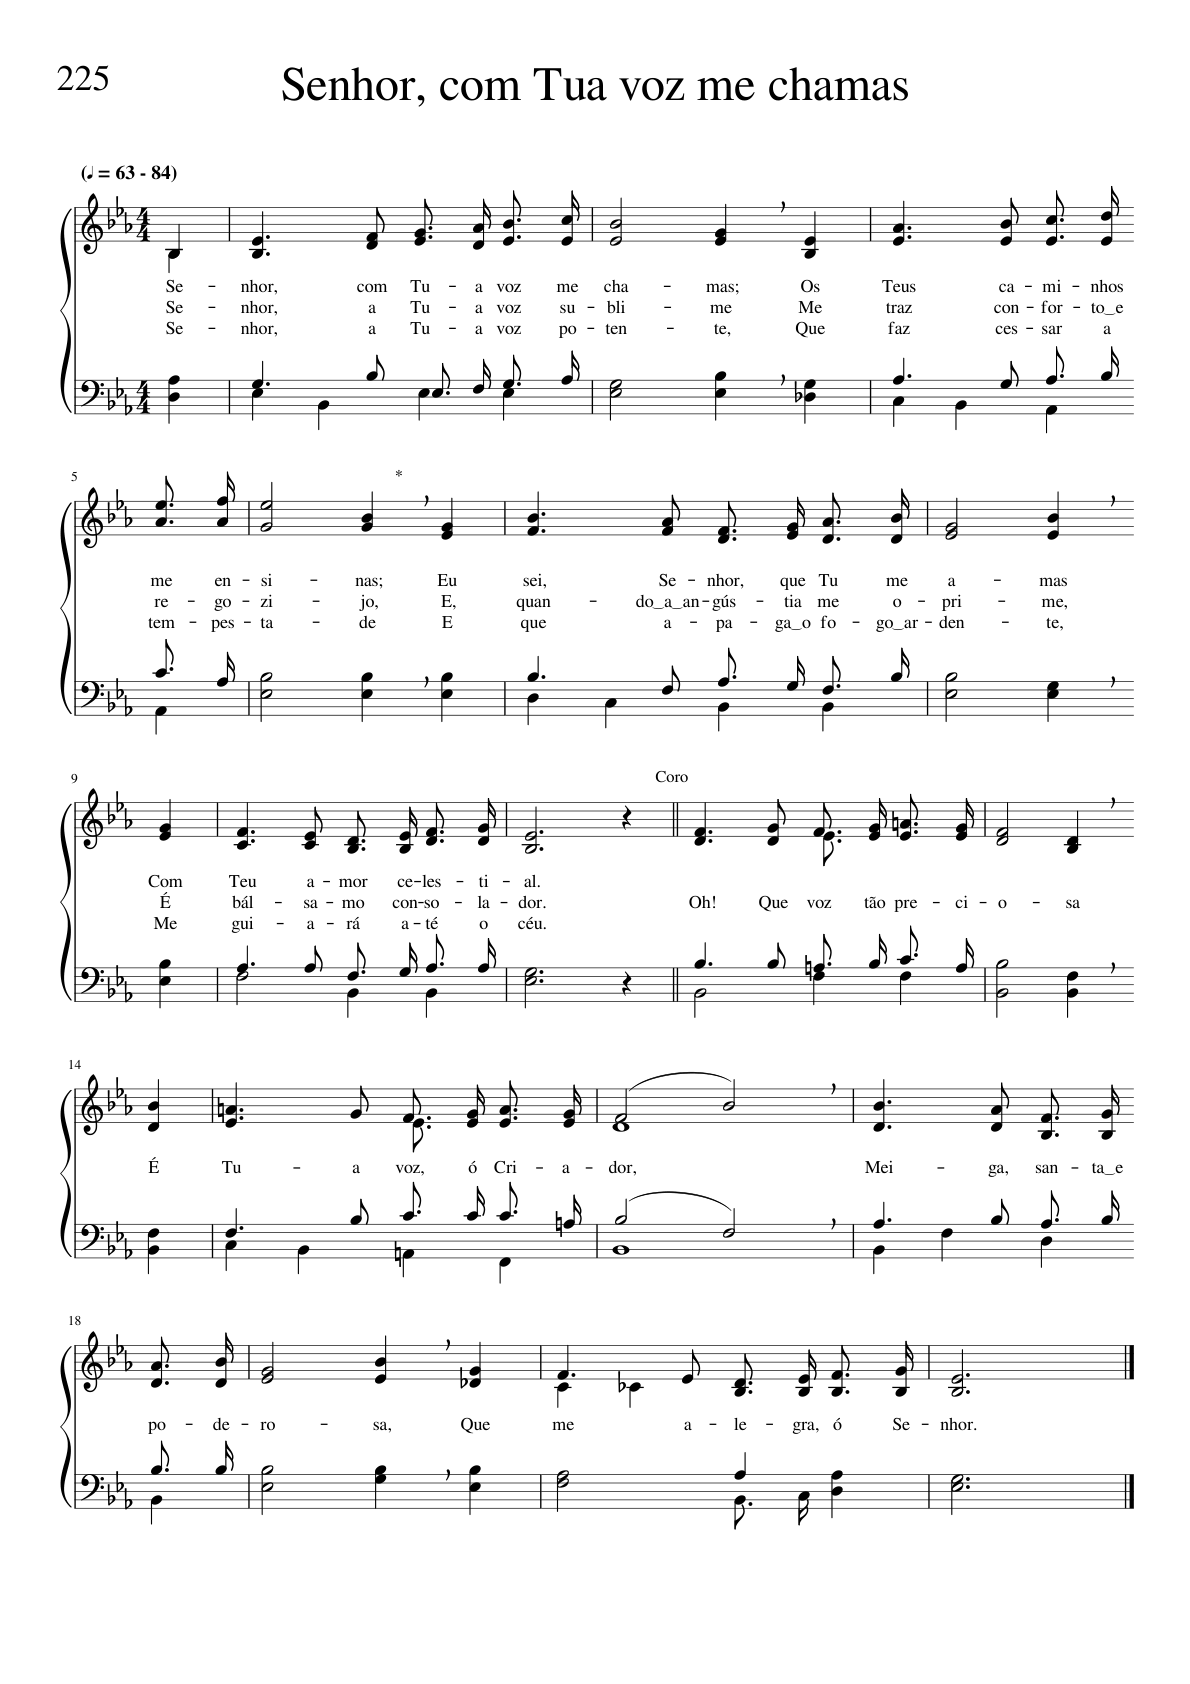 225
Senhor, com Tua voz me chamas
(♩ = 63 - 84)
Se - nhor, com Tu - a voz me cha - mas; Os Teus ca - mi - nhos
Se - nhor, a Tu - a voz su - bli - me Me traz con - for - to_e
Se - nhor, a Tu - a voz po - ten - te, Que faz ces - sar a
5
*
me en - si - nas; Eu sei, Se - nhor, que Tu me a - mas
re - go - zi - jo, E, quan - do_a_an - gús - tia me o - pri - me,
tem - pes - ta - de E que a - pa - ga_o fo - go_ar - den - te,
9
Coro
Com Teu a - mor ce - les - ti - al.
É bál - sa - mo con - so - la - dor. Oh! Que voz tão pre - ci - o - sa
Me gui - a - rá a - té o céu.
14
É Tu - a voz, ó Cri - a - dor, Mei - ga, san - ta_e
18
po - de - ro - sa, Que me a - le - gra, ó Se - nhor.